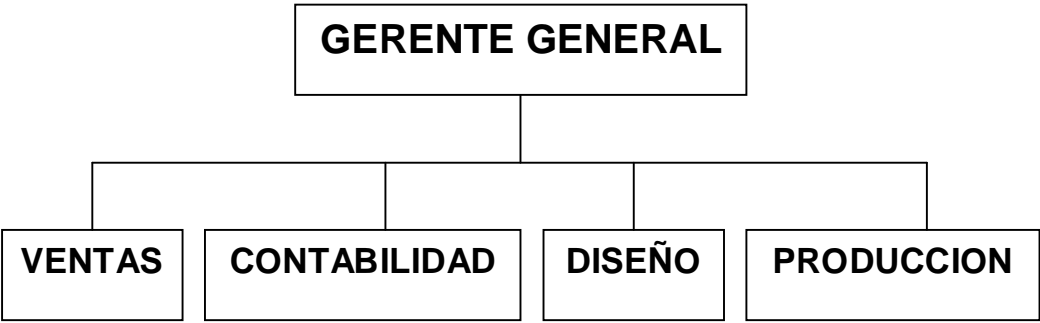 GERENTE GENERAL
VENTAS
CONTABILIDAD
DISEÑO
PRODUCCION